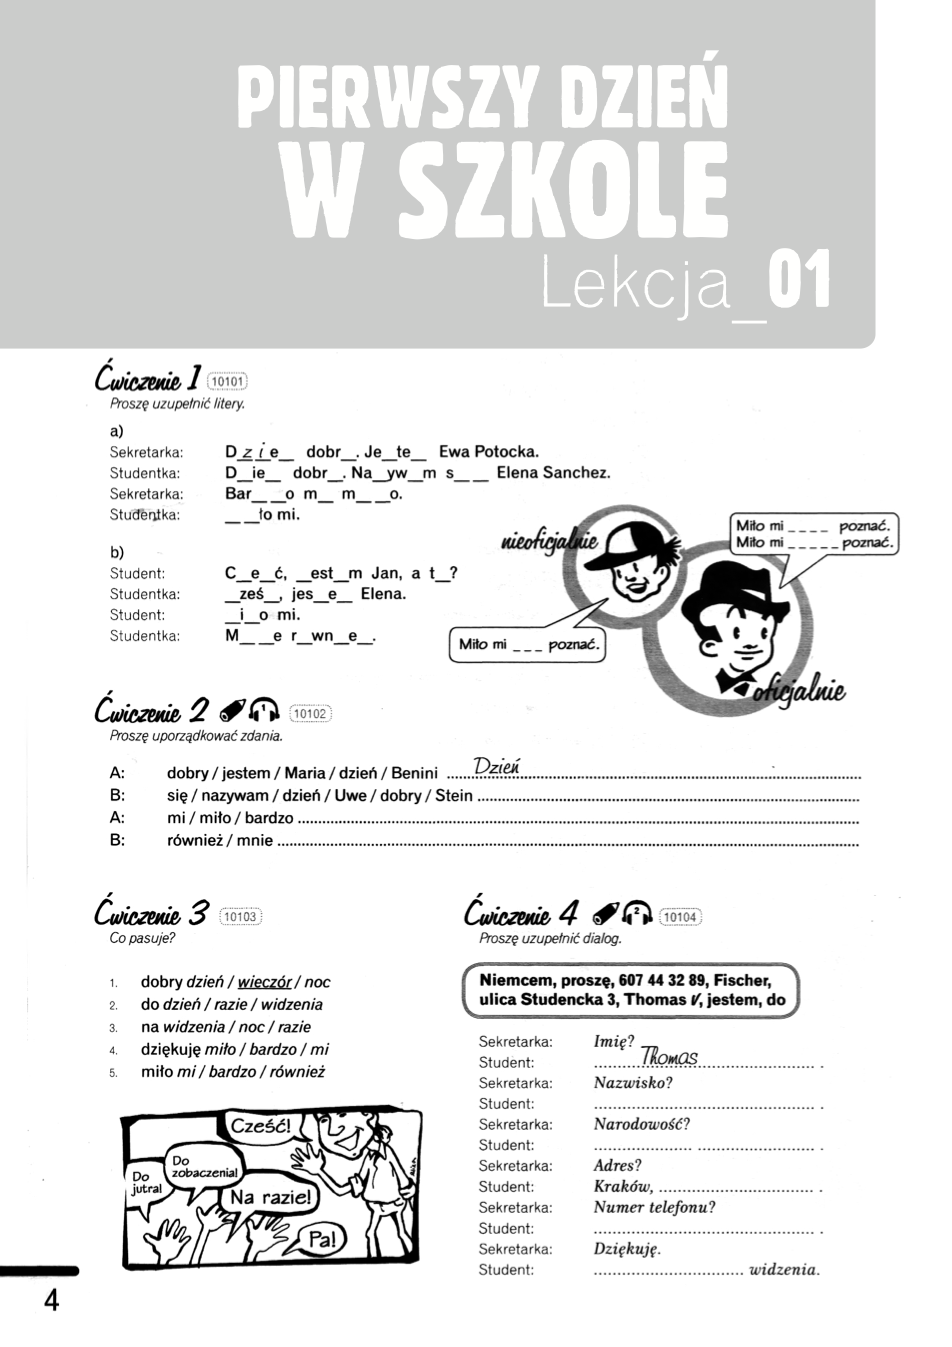 PIERWSZY DZIEŃ
W SZKOLE
Lekcja_01
Ćwiczenie 1 10101
Proszę uzupełnić litery.
a)
Sekretarka: D z i e_ dobr_. Je_te_ Ewa Potocka.
Studentka: D_ie_ dobr_. Na_yw_m s_ _ Elena Sanchez.
Sekretarka: Bar_ _o m_ m_ _o.
Studentka: _ _ło mi.
b)
Student: C_e_ć, _est_m Jan, a t_?
Studentka: _ześ_, jes_e_ Elena.
Student: _i_o mi.
Studentka: M_ _e r_wn_e_.
nieoficjalnie
Miło mi _ _ _ _ poznać.
Miło mi _ _ _ _ _ poznać.
Miło mi _ _ _ poznać.
oficjalnie
Ćwiczenie 2 1 10102
Proszę uporządkować zdania.
A: dobry / jestem / Maria / dzień / Benini ......Dzień......
B: się / nazywam / dzień / Uwe / dobry / Stein ......
A: mi / miło / bardzo ......
B: również / mnie ......
Ćwiczenie 3 10103
Co pasuje?
1. dobry dzień / wieczór / noc
2. do dzień / razie / widzenia
3. na widzenia / noc / razie
4. dziękuję miło / bardzo / mi
5. miło mi / bardzo / również
Cześć!
Do zobaczenia!
Do jutra!
Na razie!
Pa!
Ćwiczenie 4 2 10104
Proszę uzupełnić dialog.
Niemcem, proszę, 607 44 32 89, Fischer,
ulica Studencka 3, Thomas √, jestem, do
Sekretarka: Imię?
Student: ......Thomas...... .
Sekretarka: Nazwisko?
Student: ...... .
Sekretarka: Narodowość?
Student: ...... ...... .
Sekretarka: Adres?
Student: Kraków, ...... .
Sekretarka: Numer telefonu?
Student: ...... .
Sekretarka: Dziękuję.
Student: ...... widzenia.
4